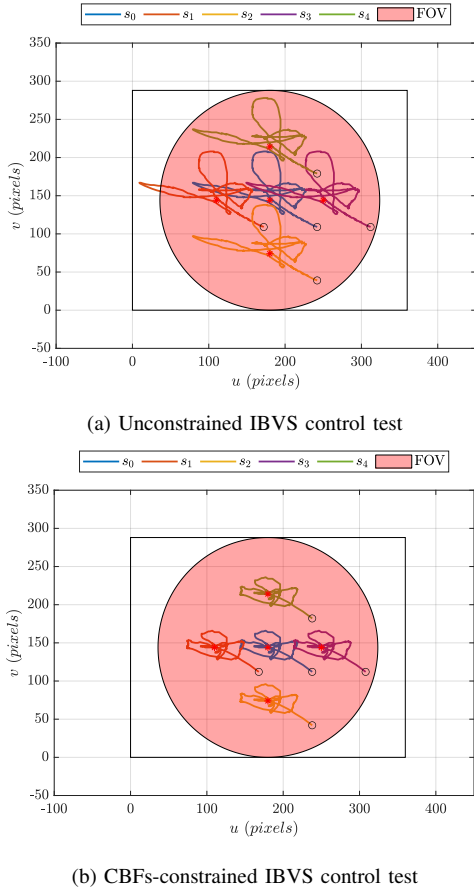 s0 s1 s2 s3 s4 FOV
350
300
250
200
150
100
50
0
-50
v (pixels)
-100 0 100 200 300 400
u (pixels)
(a) Unconstrained IBVS control test
s0 s1 s2 s3 s4 FOV
350
300
250
200
150
100
50
0
-50
v (pixels)
-100 0 100 200 300 400
u (pixels)
(b) CBFs-constrained IBVS control test